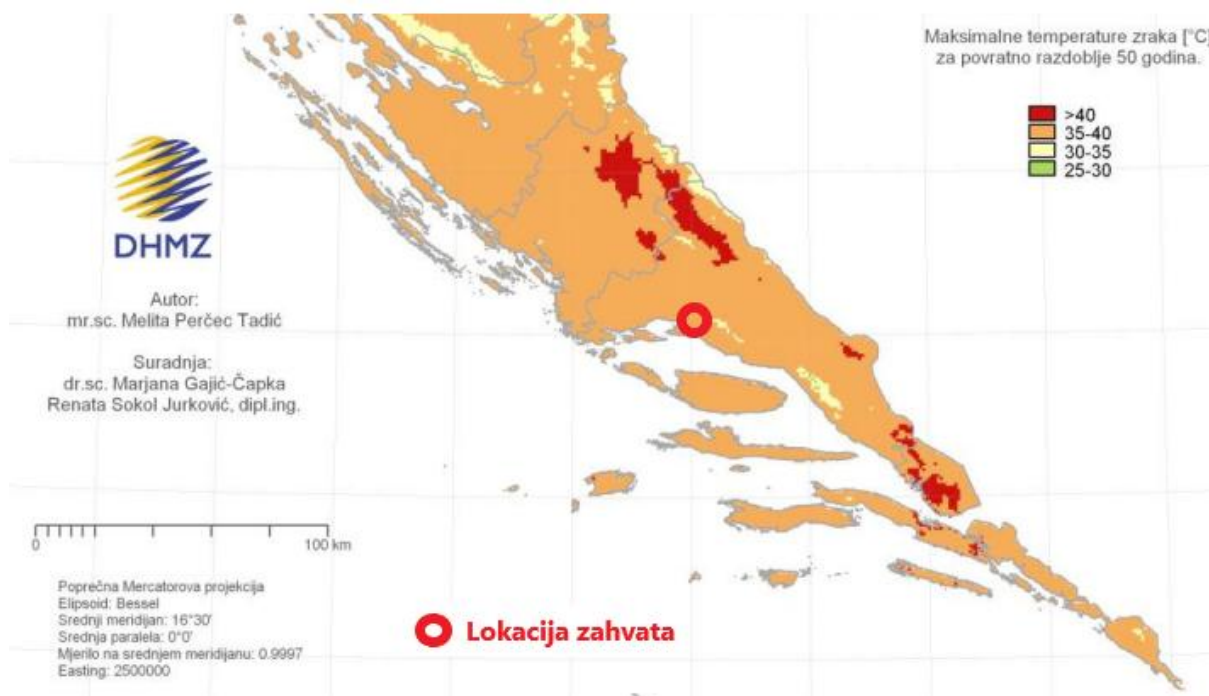 Maksimalne temperature zraka [°C]
za povratno razdoblje 50 godina.
>40
35-40
30-35
25-30
DHMZ
Autor:
mr.sc. Melita Perčec Tadić
Suradnja:
dr.sc. Marjana Gajić-Čapka
Renata Sokol Jurković, dipl.ing.
0 100 km
Poprečna Mercatorova projekcija
Elipsoid: Bessel
Srednji meridijan: 16°30'
Srednja paralela: 0°0'
Mjerilo na srednjem meridijanu: 0.9997
Easting: 2500000
Lokacija zahvata